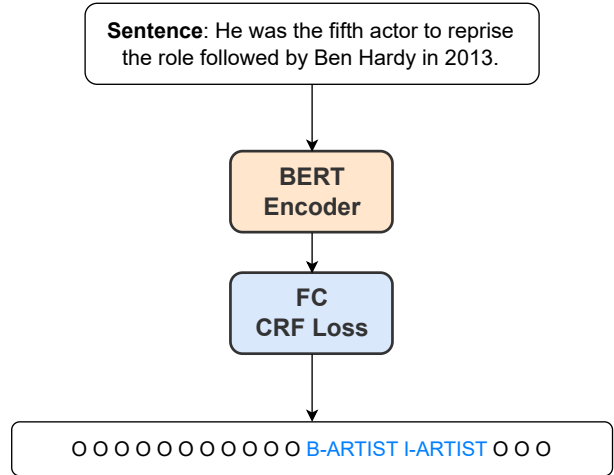 Sentence: He was the fifth actor to reprise
the role followed by Ben Hardy in 2013.
BERT
Encoder
FC
CRF Loss
O O O O O O O O O O O B-ARTIST I-ARTIST O O O